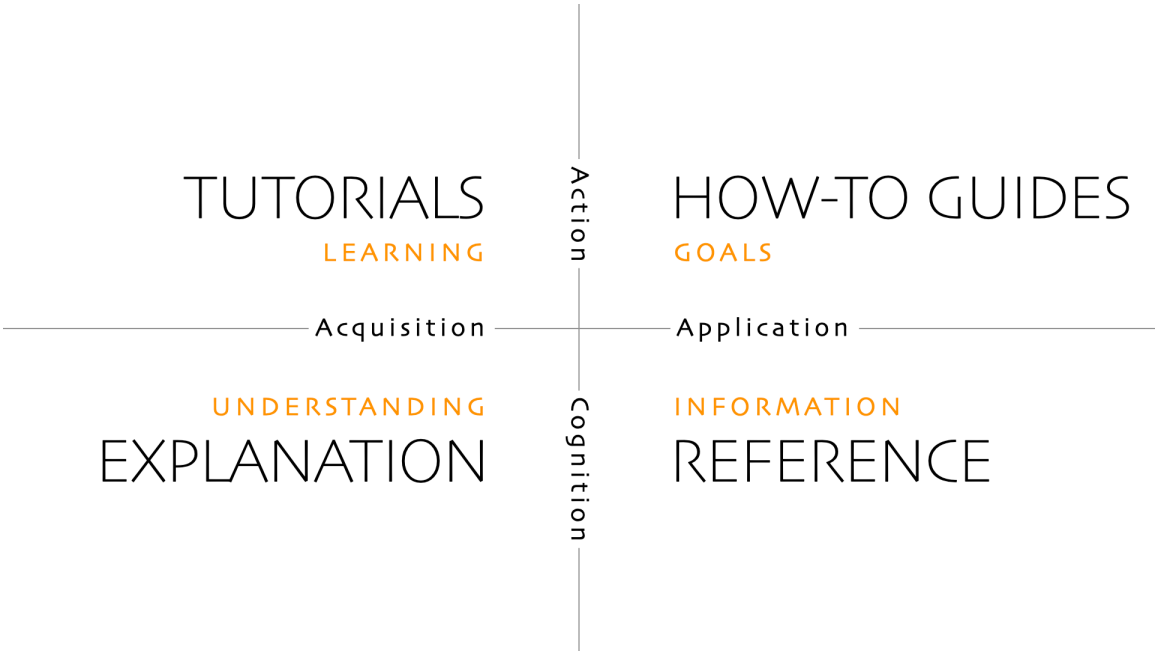 TUTORIALS
LEARNING
Action
HOW-TO GUIDES
GOALS
Acquisition
Application
UNDERSTANDING
EXPLANATION
Cognition
INFORMATION
REFERENCE